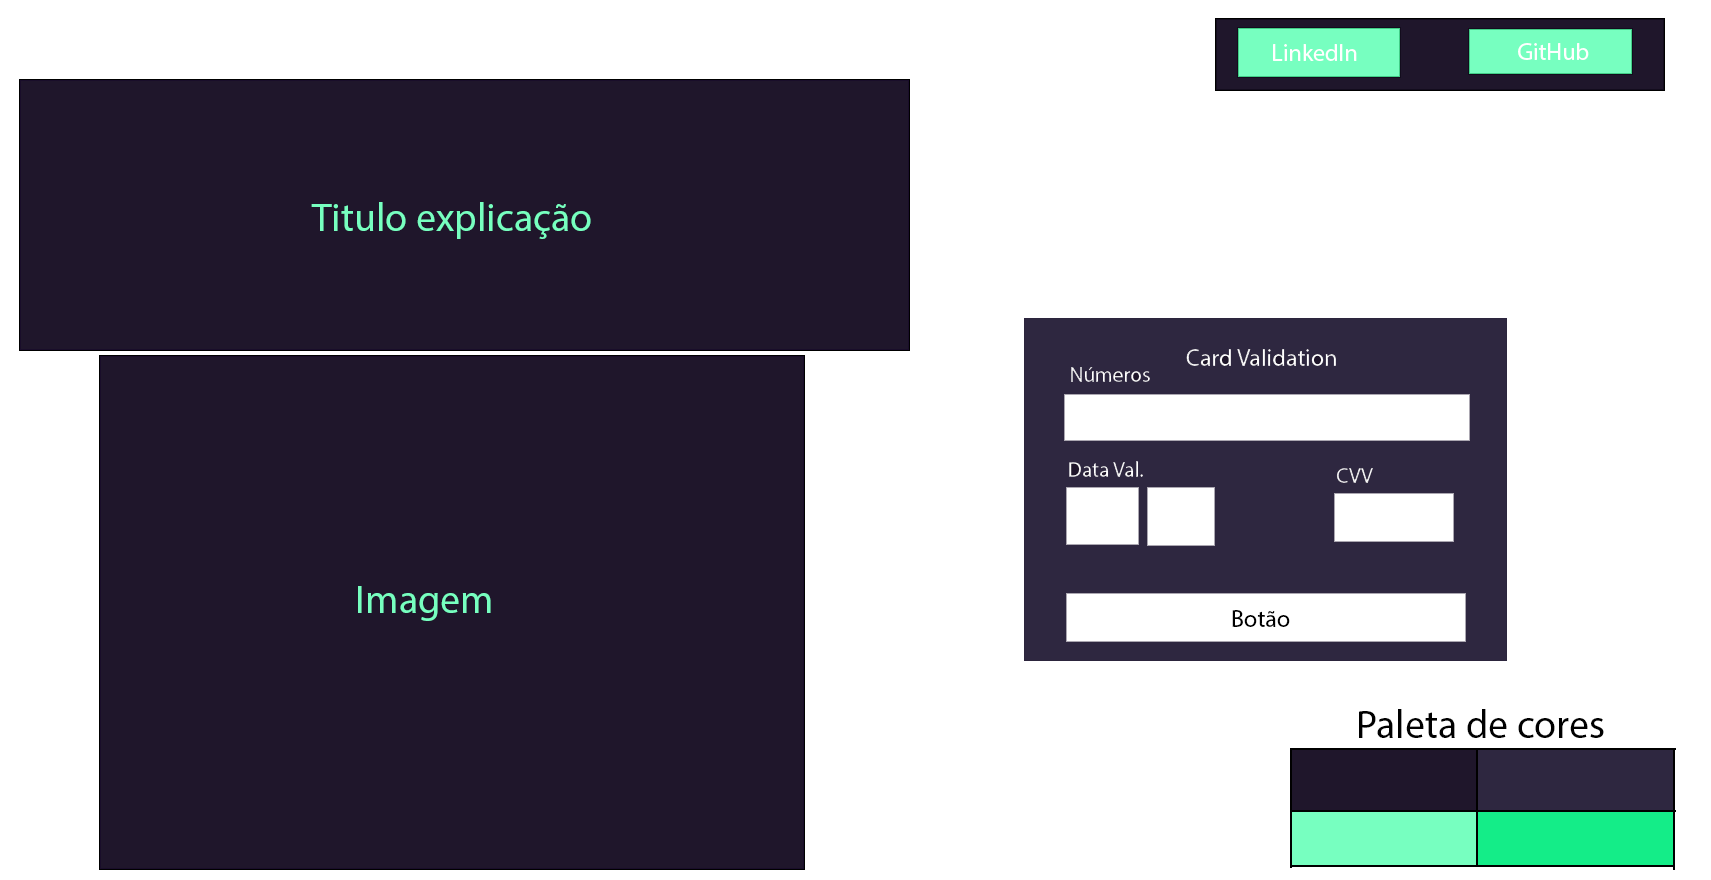 LinkedIn
GitHub
Titulo explicação
Imagem
Card Validation
Números
Data Val.
CVV
Botão
Paleta de cores